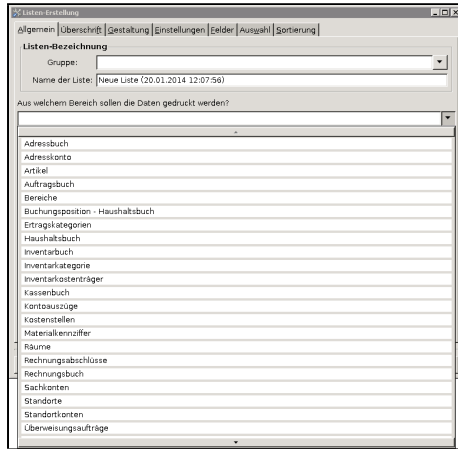 Listen-Erstellung
Allgemein Überschrift Gestaltung Einstellungen Felder Auswahl Sortierung
Listen-Bezeichnung
Gruppe:
Name der Liste: Neue Liste (20.01.2014 12:07:56)
Aus welchem Bereich sollen die Daten gedruckt werden?
Adressbuch
Adresskonto
Artikel
Auftragsbuch
Bereiche
Buchungsposition - Haushaltsbuch
Ertragskategorien
Haushaltsbuch
Inventarbuch
Inventarkategorie
Inventarkostenträger
Kassenbuch
Kontoauszüge
Kostenstellen
Materialkennziffer
Räume
Rechnungsabschlüsse
Rechnungsbuch
Sachkonten
Standorte
Standortkonten
Überweisungsaufträge